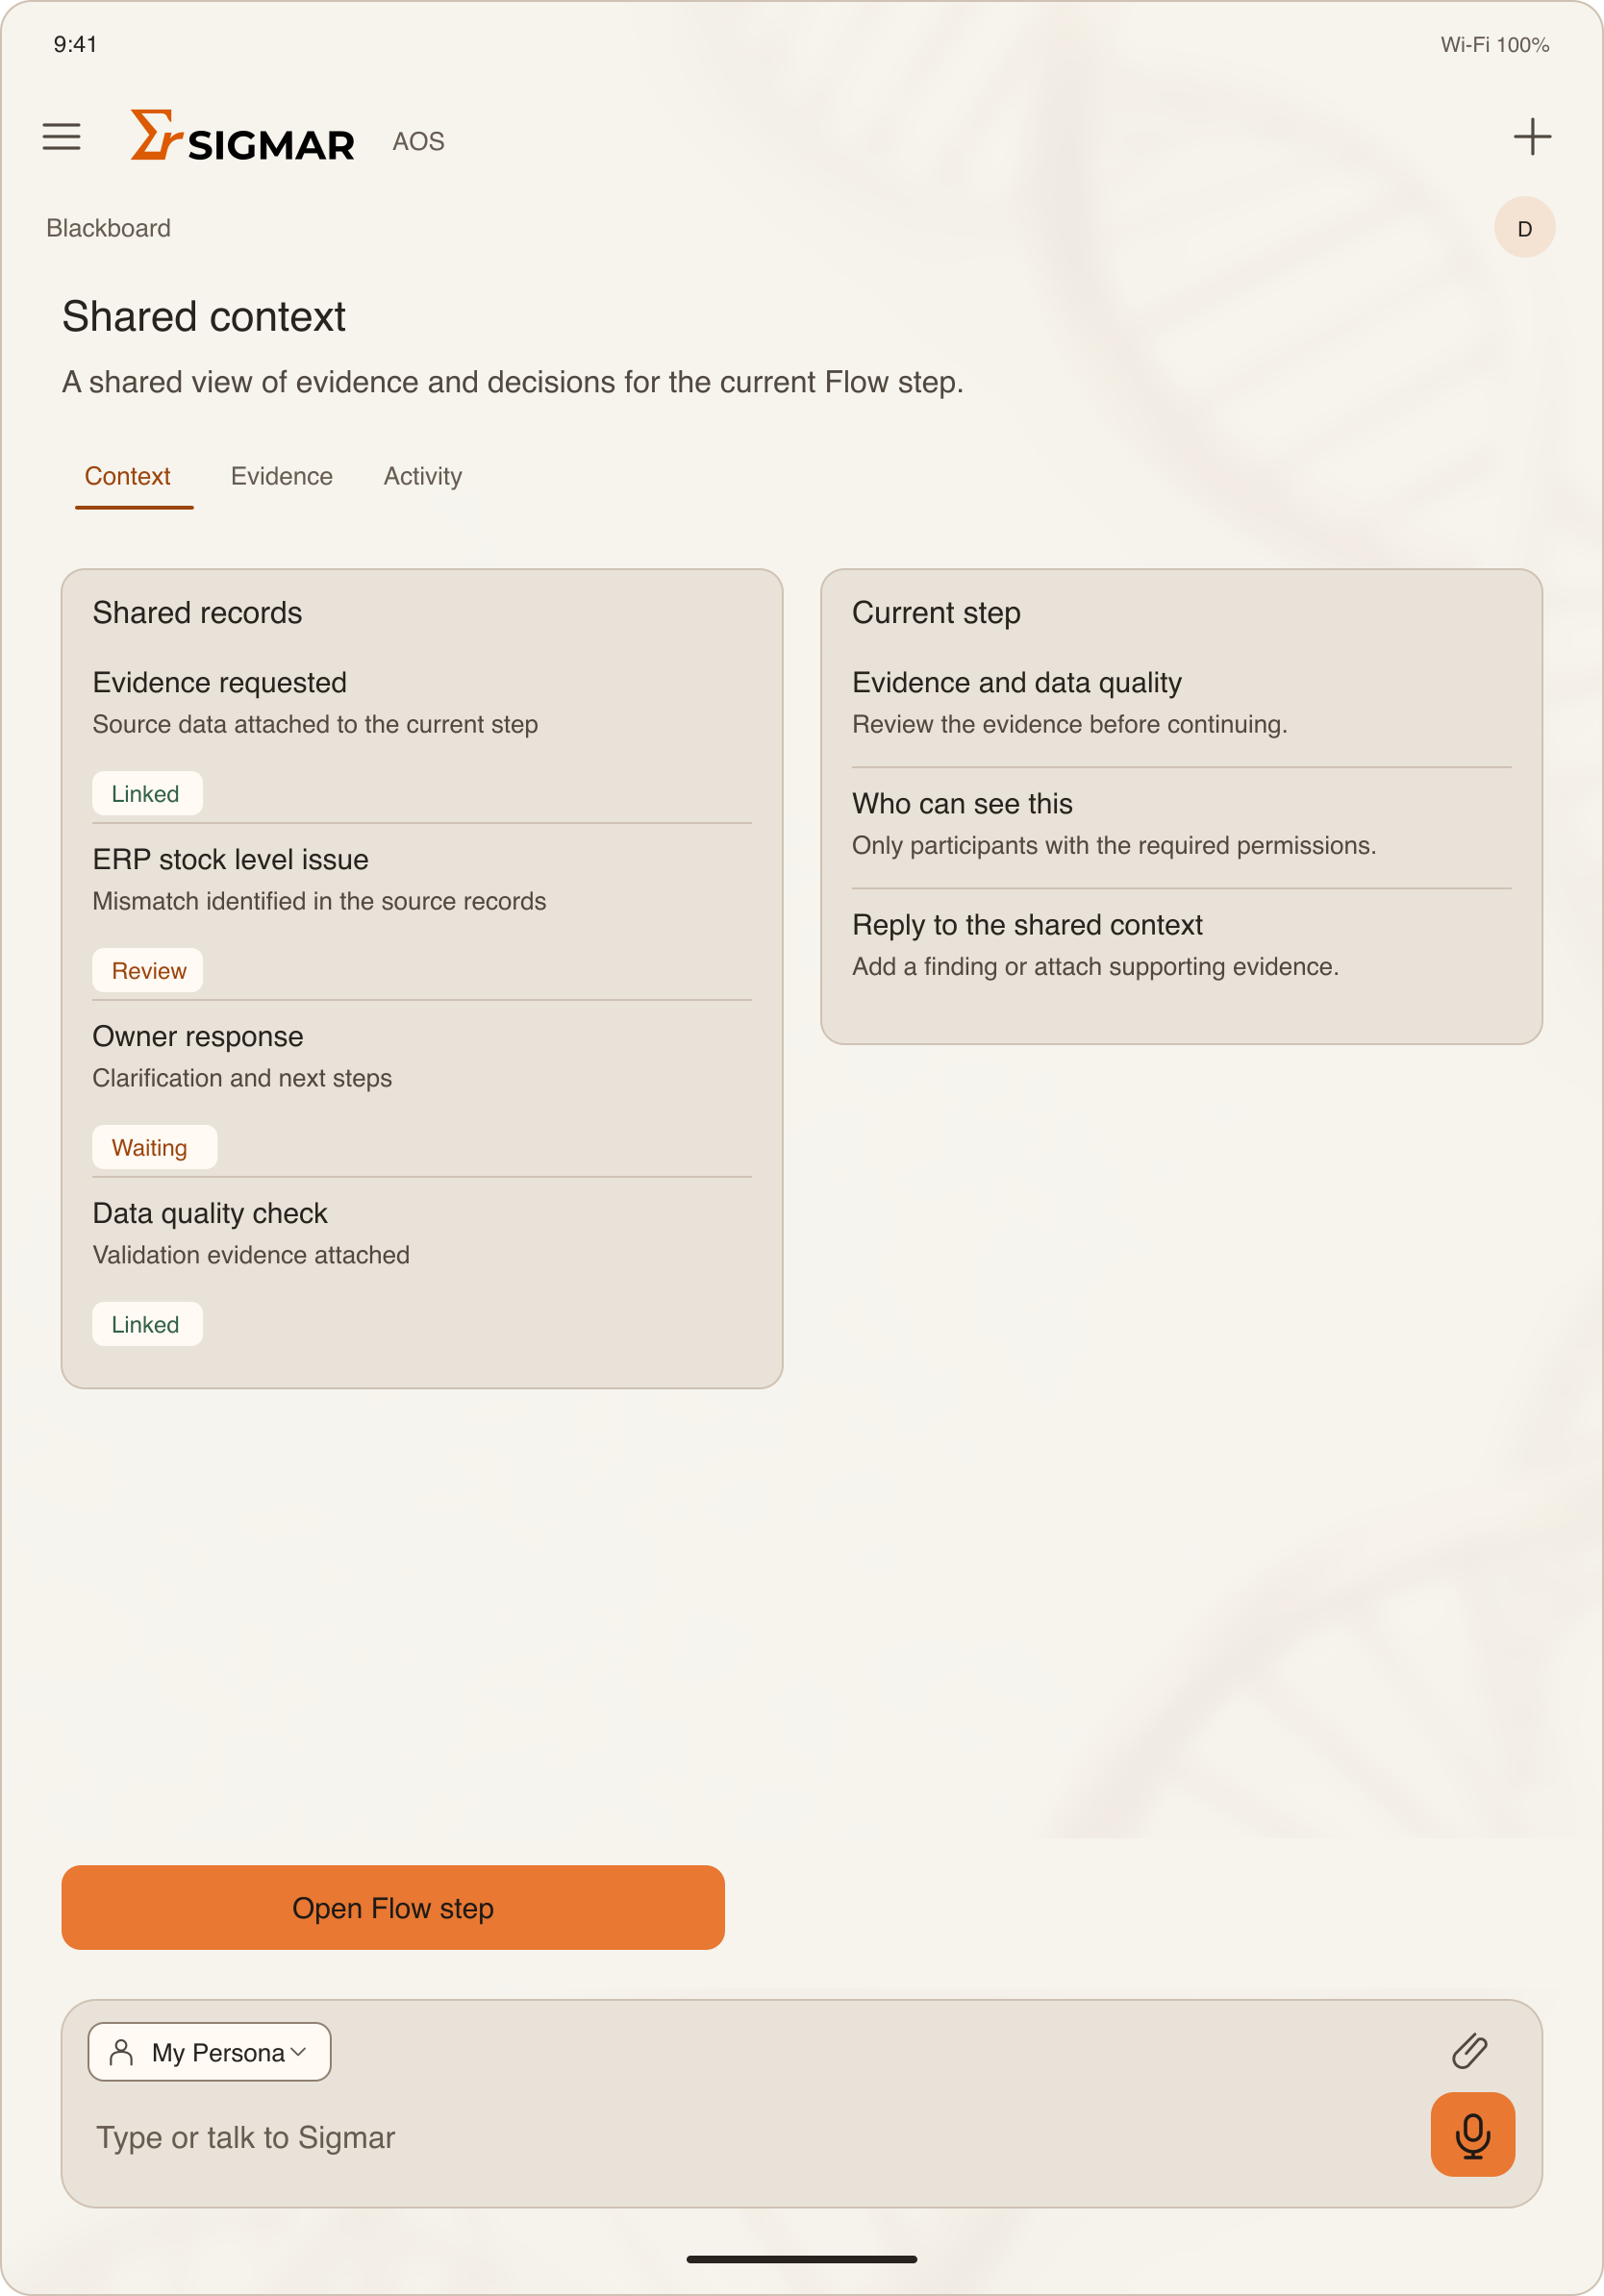 9:41
Wi-Fi 100%
Σr SIGMAR AOS
Blackboard
D
Shared context
A shared view of evidence and decisions for the current Flow step.
Context Evidence Activity
Shared records
Evidence requested
Source data attached to the current step
Linked
ERP stock level issue
Mismatch identified in the source records
Review
Owner response
Clarification and next steps
Waiting
Data quality check
Validation evidence attached
Linked
Current step
Evidence and data quality
Review the evidence before continuing.
Who can see this
Only participants with the required permissions.
Reply to the shared context
Add a finding or attach supporting evidence.
Open Flow step
My Persona
Type or talk to Sigmar